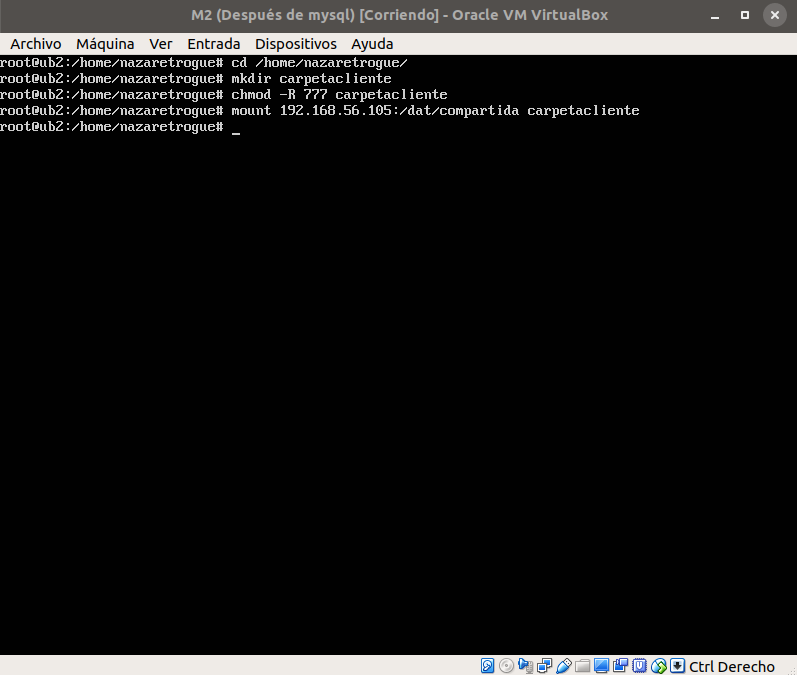 M2 (Después de mysql) [Corriendo] - Oracle VM VirtualBox
Archivo Máquina Ver Entrada Dispositivos Ayuda
root@ub2:/home/nazaretrogue# cd /home/nazaretrogue/
root@ub2:/home/nazaretrogue# mkdir carpetacliente
root@ub2:/home/nazaretrogue# chmod -R 777 carpetacliente
root@ub2:/home/nazaretrogue# mount 192.168.56.105:/dat/compartida carpetacliente
root@ub2:/home/nazaretrogue# _
Ctrl Derecho